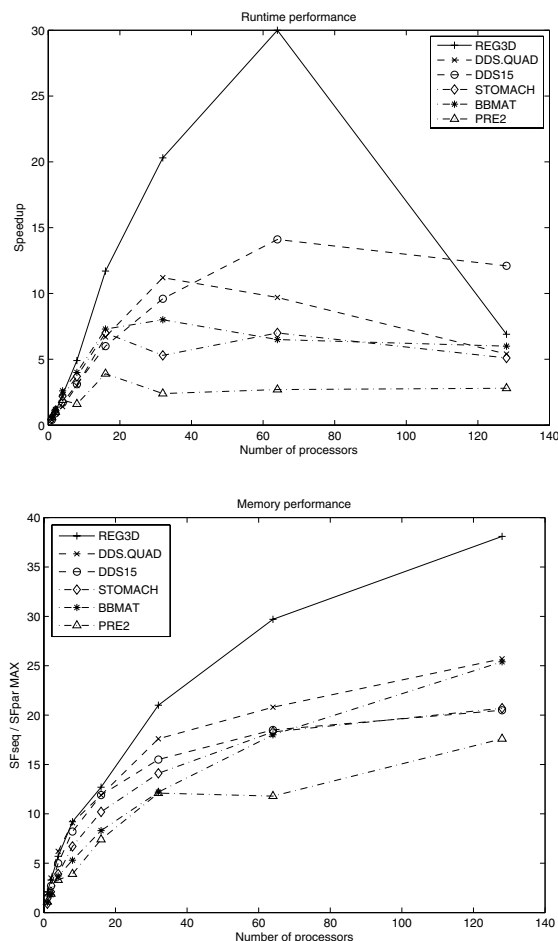 Runtime performance
30
25
20
15
10
5
0
Speedup
REG3D
DDS.QUAD
DDS15
STOMACH
BBMAT
PRE2
0 20 40 60 80 100 120 140
Number of processors
Memory performance
40
35
30
25
20
15
10
5
0
SFseq / SFpar MAX
REG3D
DDS.QUAD
DDS15
STOMACH
BBMAT
PRE2
0 20 40 60 80 100 120 140
Number of processors